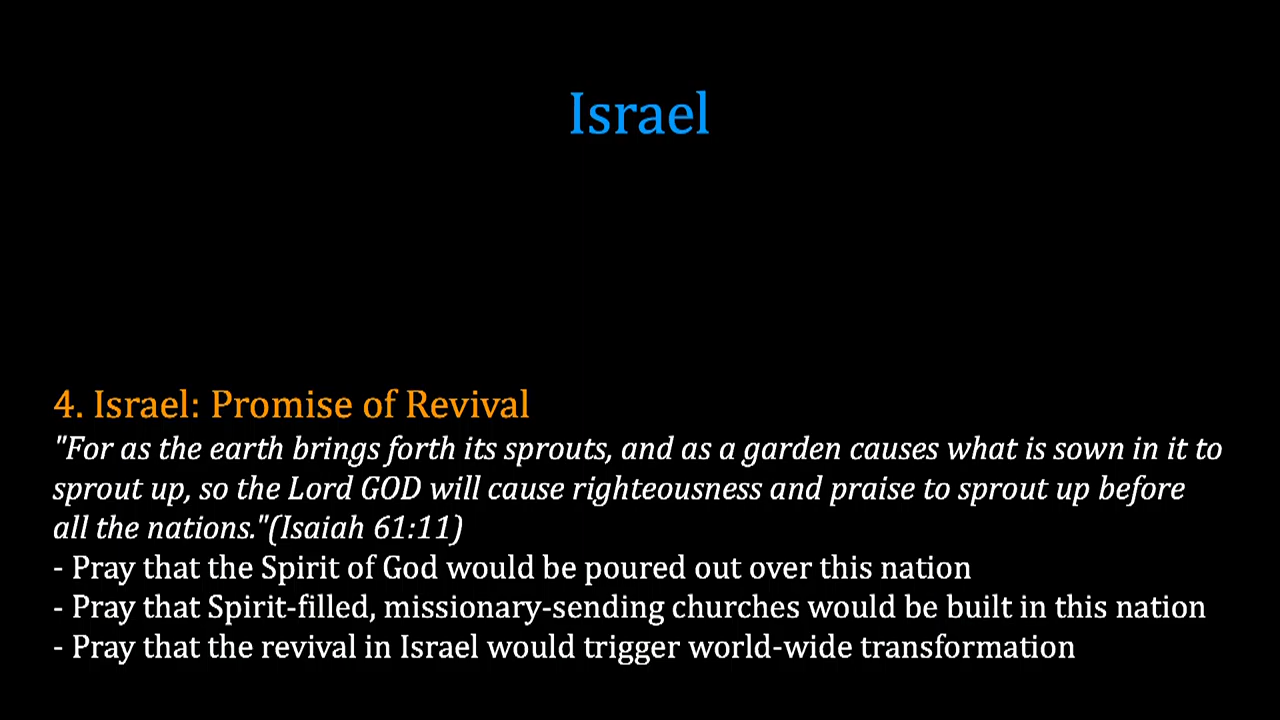 Israel
4. Israel: Promise of Revival
"For as the earth brings forth its sprouts, and as a garden causes what is sown in it to
sprout up, so the Lord GOD will cause righteousness and praise to sprout up before
all the nations."(Isaiah 61:11)
- Pray that the Spirit of God would be poured out over this nation
- Pray that Spirit-filled, missionary-sending churches would be built in this nation
- Pray that the revival in Israel would trigger world-wide transformation